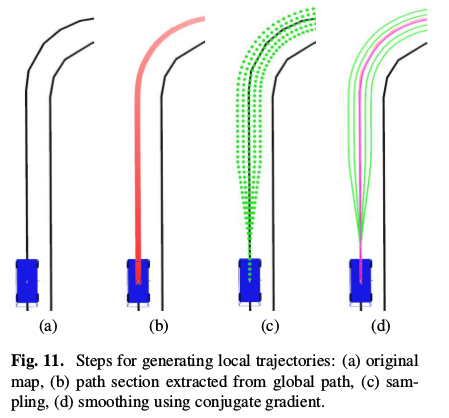 (a) (b) (c) (d)
Fig. 11. Steps for generating local trajectories: (a) original
map, (b) path section extracted from global path, (c) sam-
pling, (d) smoothing using conjugate gradient.